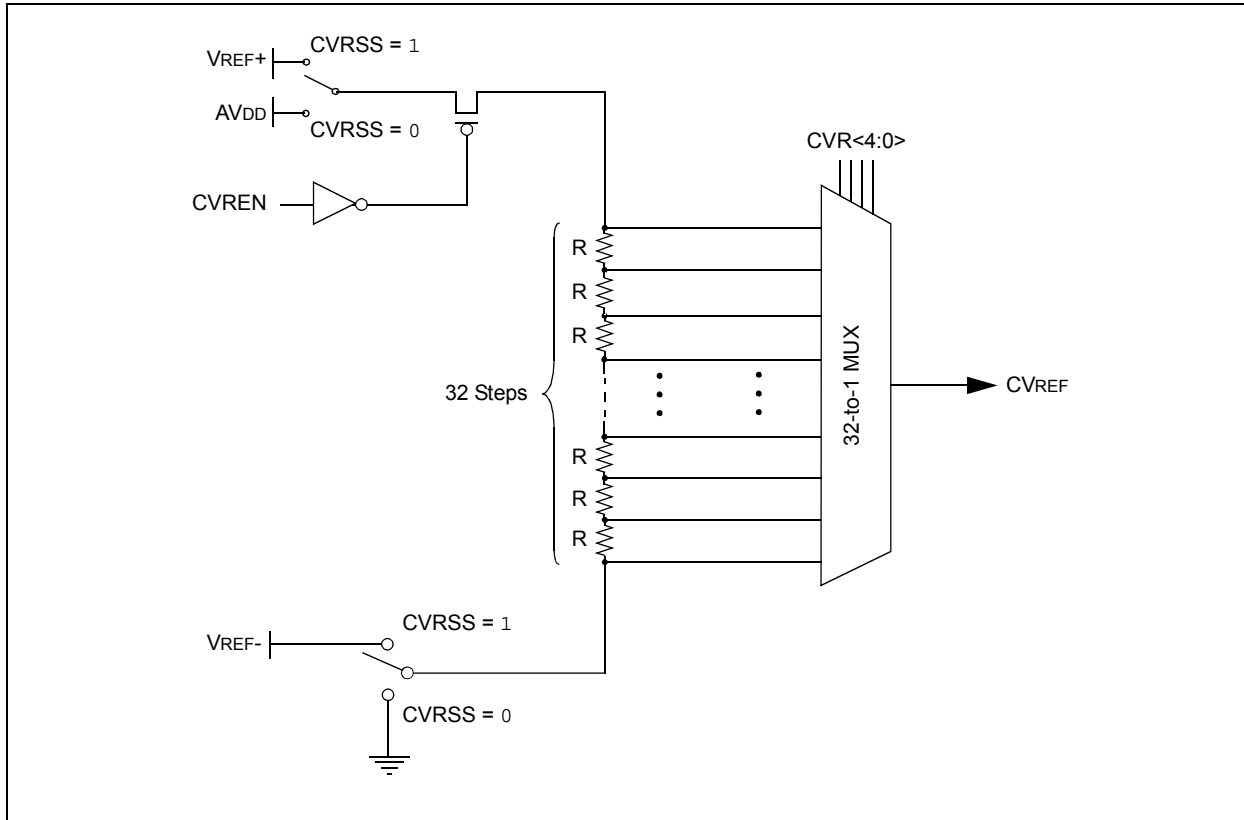 CVRSS = 1
VREF+
AVDD
CVRSS = 0
CVREN
CVR<4:0>
R
R
R
32 Steps
R
R
R
32-to-1 MUX
CVREF
CVRSS = 1
VREF-
CVRSS = 0